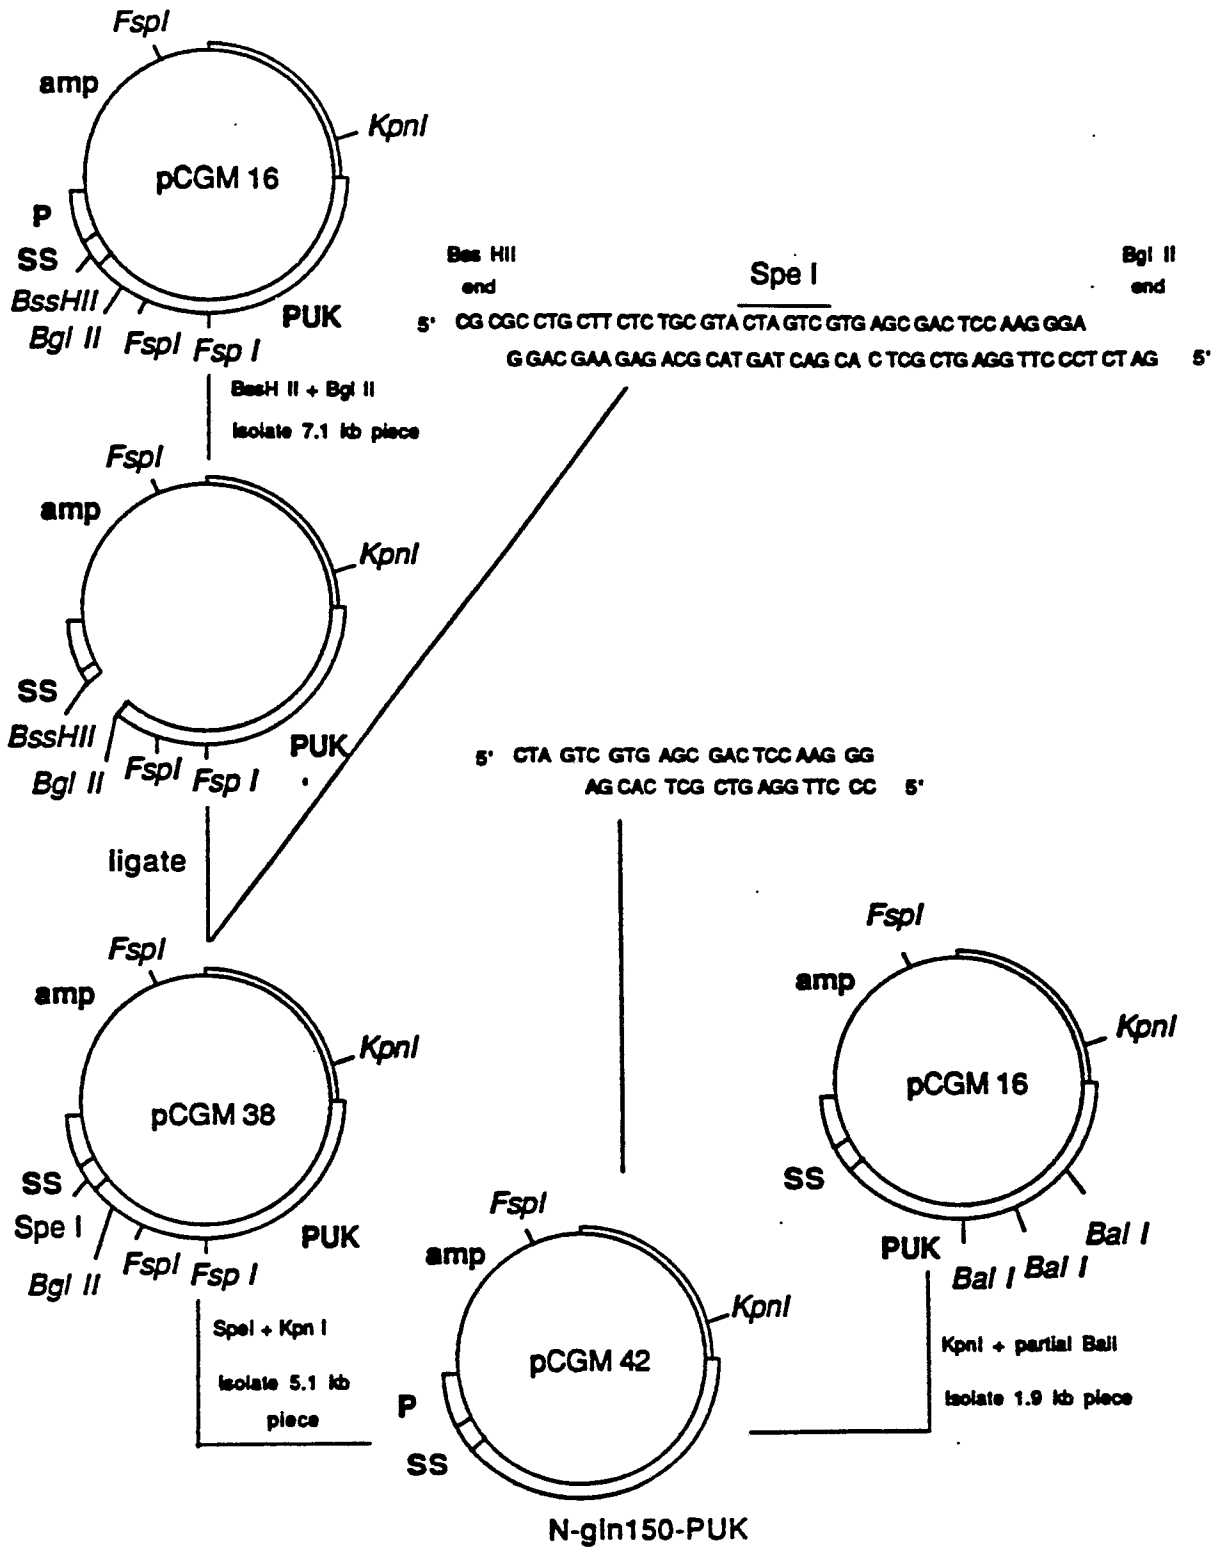 FspI
amp
KpnI
pCGM 16
P
SS
BssHII
Bgl II
FspI
Fsp I
PUK
Bss HII
end
Spe I
Bgl II
end
5' CG CGC CTG CTT CTC TGC GTA CTA GTC GTG AGC GAC TCC AAG GGA
G GAC GAA GAG ACG CAT GAT CAG CA C TCG CTG AGG TTC CCT CT AG 5'
BssH II + Bgl II
Isolate 7.1 kb piece
FspI
amp
KpnI
SS
BssHII
Bgl II
FspI
Fsp I
PUK
5' CTA GTC GTG AGC GAC TCC AAG GG
AG CAC TCG CTG AGG TTC CC 5'
ligate
FspI
amp
KpnI
pCGM 38
SS
Spe I
Bgl II
FspI
Fsp I
PUK
FspI
amp
KpnI
pCGM 16
SS
PUK
Bal I
Bal I
Bal I
SpeI + Kpn I
Isolate 5.1 kb
piece
FspI
amp
KpnI
pCGM 42
P
SS
KpnI + partial BalI
Isolate 1.9 kb piece
N-gln150-PUK